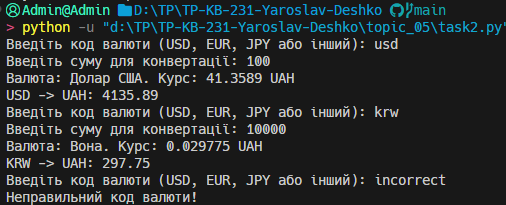 Admin@Admin D:\TP\TP-KB-231-Yaroslav-Deshko main
> python -u "d:\TP\TP-KB-231-Yaroslav-Deshko\topic_05\task2.py"
Введіть код валюти (USD, EUR, JPY або інший): usd
Введіть суму для конвертації: 100
Валюта: Долар США. Курс: 41.3589 UAH
USD -> UAH: 4135.89
Введіть код валюти (USD, EUR, JPY або інший): krw
Введіть суму для конвертації: 10000
Валюта: Вона. Курс: 0.029775 UAH
KRW -> UAH: 297.75
Введіть код валюти (USD, EUR, JPY або інший): incorrect
Неправильний код валюти!